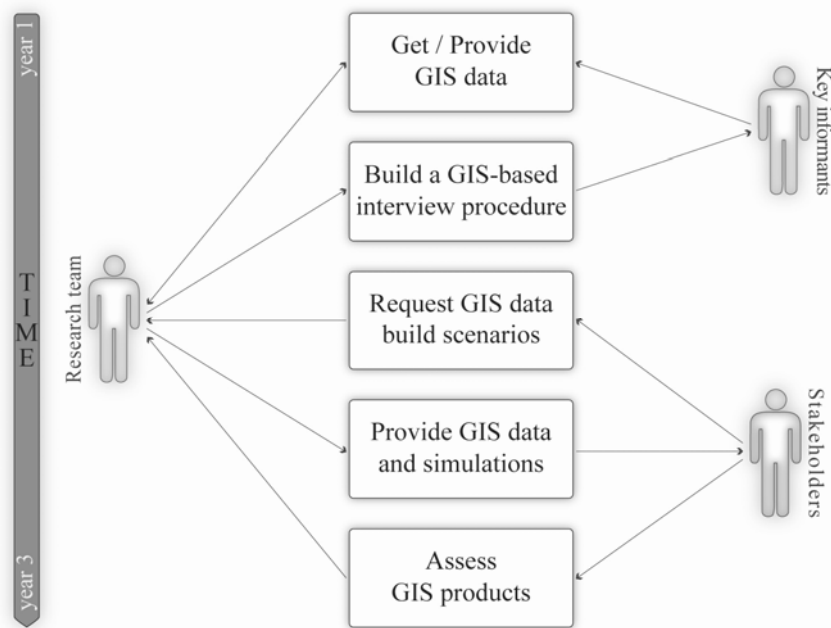 year 1
TIME
year 3
Research team
Get / Provide
GIS data
Build a GIS-based
interview procedure
Request GIS data
build scenarios
Provide GIS data
and simulations
Assess
GIS products
Key informants
Stakeholders